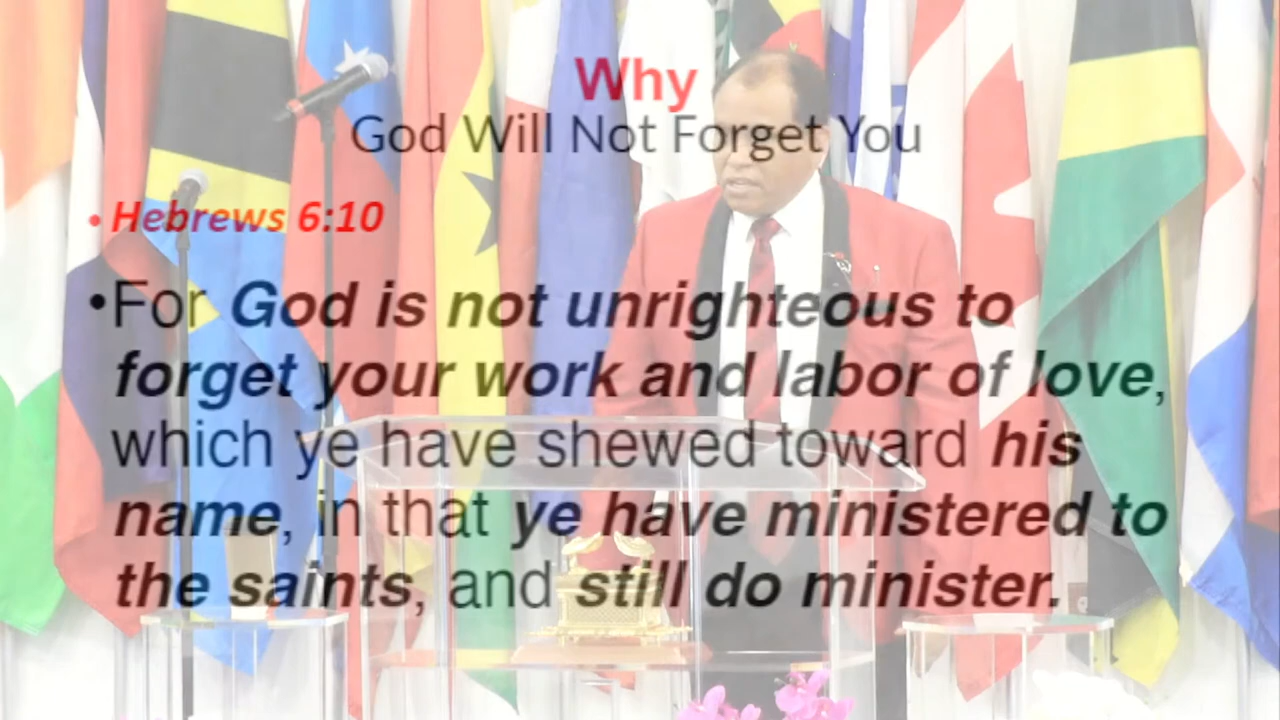 Why
God Will Not Forget You
• Hebrews 6:10
•For God is not unrighteous to
forget your work and labor of love,
which ye have shewed toward his
name, in that ye have ministered to
the saints, and still do minister.